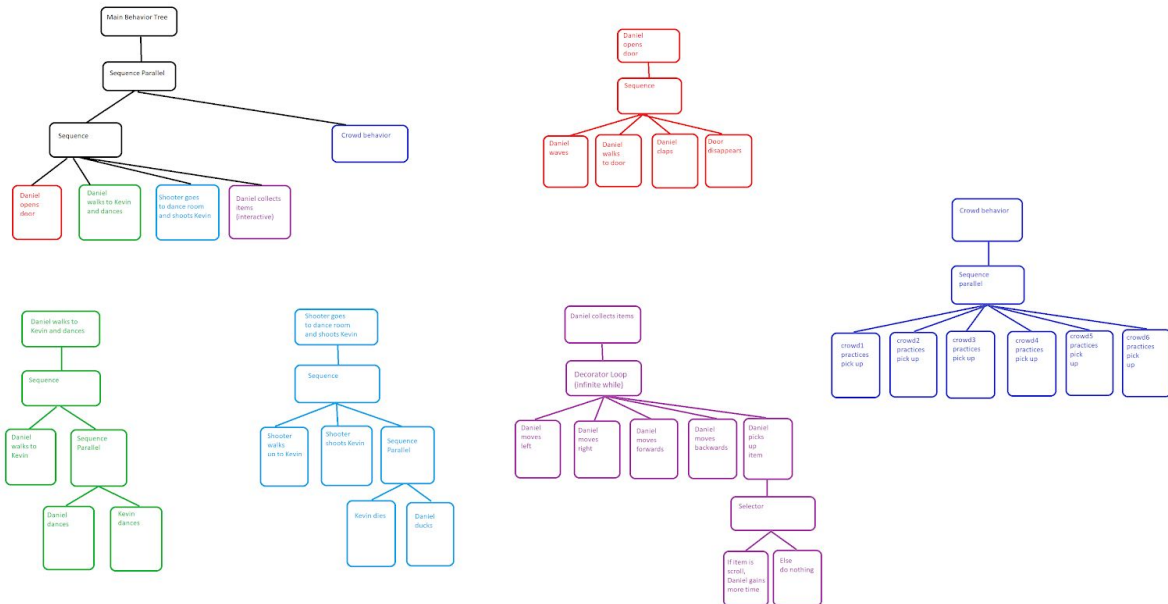 Main Behavior Tree
Sequence Parallel
Sequence
Crowd behavior
Daniel
opens
door
Daniel
walks to Kevin
and dances
Shooter goes
to dance room
and shoots Kevin
Daniel collects
items
(interactive)
Daniel
opens
door
Sequence
Daniel
waves
Daniel
walks
to door
Daniel
claps
Door
disappears
Crowd behavior
Sequence
parallel
crowd1
practices
pick up
crowd2
practices
pick up
crowd3
practices
pick up
crowd4
practices
pick up
crowd5
practices
pick
up
crowd6
practices
pick
up
Daniel walks to
Kevin and dances
Sequence
Daniel
walks to
Kevin
Sequence
Parallel
Daniel
dances
Kevin
dances
Shooter goes
to dance room
and shoots Kevin
Sequence
Shooter
walks
up to Kevin
Shooter
shoots Kevin
Sequence
Parallel
Kevin dies
Daniel
ducks
Daniel collects items
Decorator Loop
(infinite while)
Daniel
moves
left
Daniel
moves
right
Daniel
moves
forwards
Daniel
moves
backwards
Daniel
picks
up
item
Selector
If item is
scroll,
Daniel gains
more time
Else
do nothing